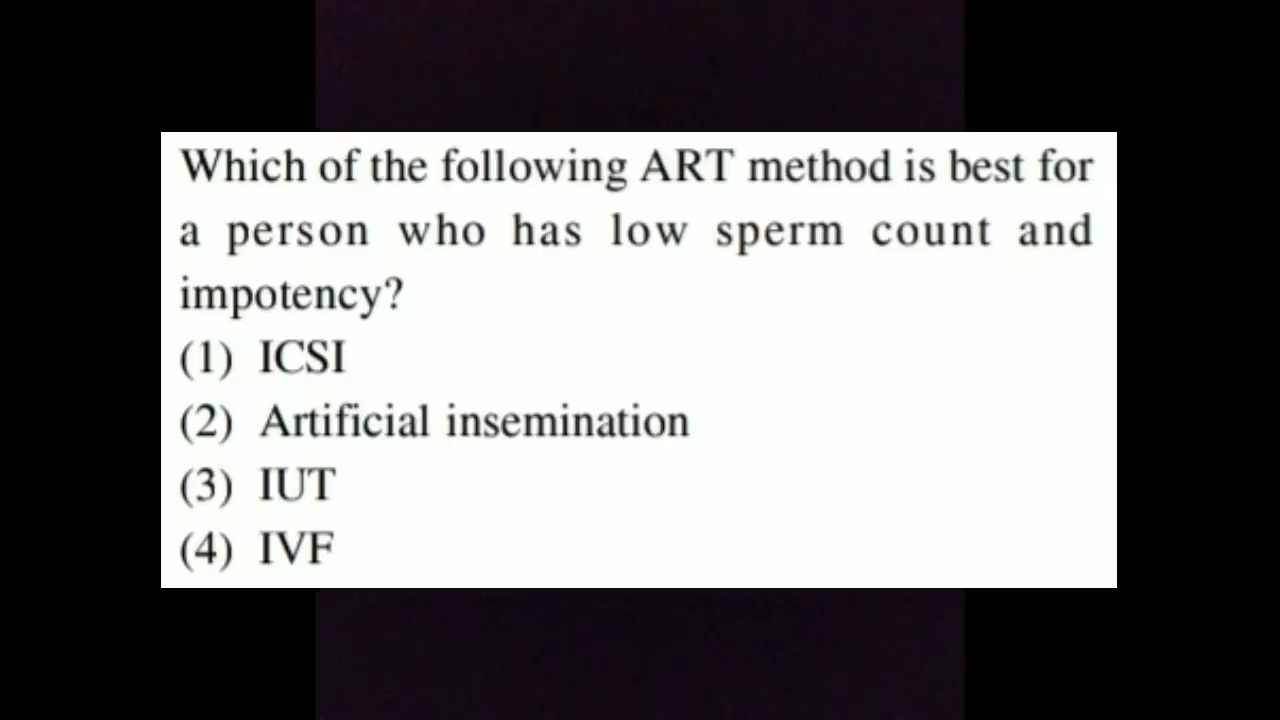 Which of the following ART method is best for
a person who has low sperm count and
impotency?
(1) ICSI
(2) Artificial insemination
(3) IUT
(4) IVF